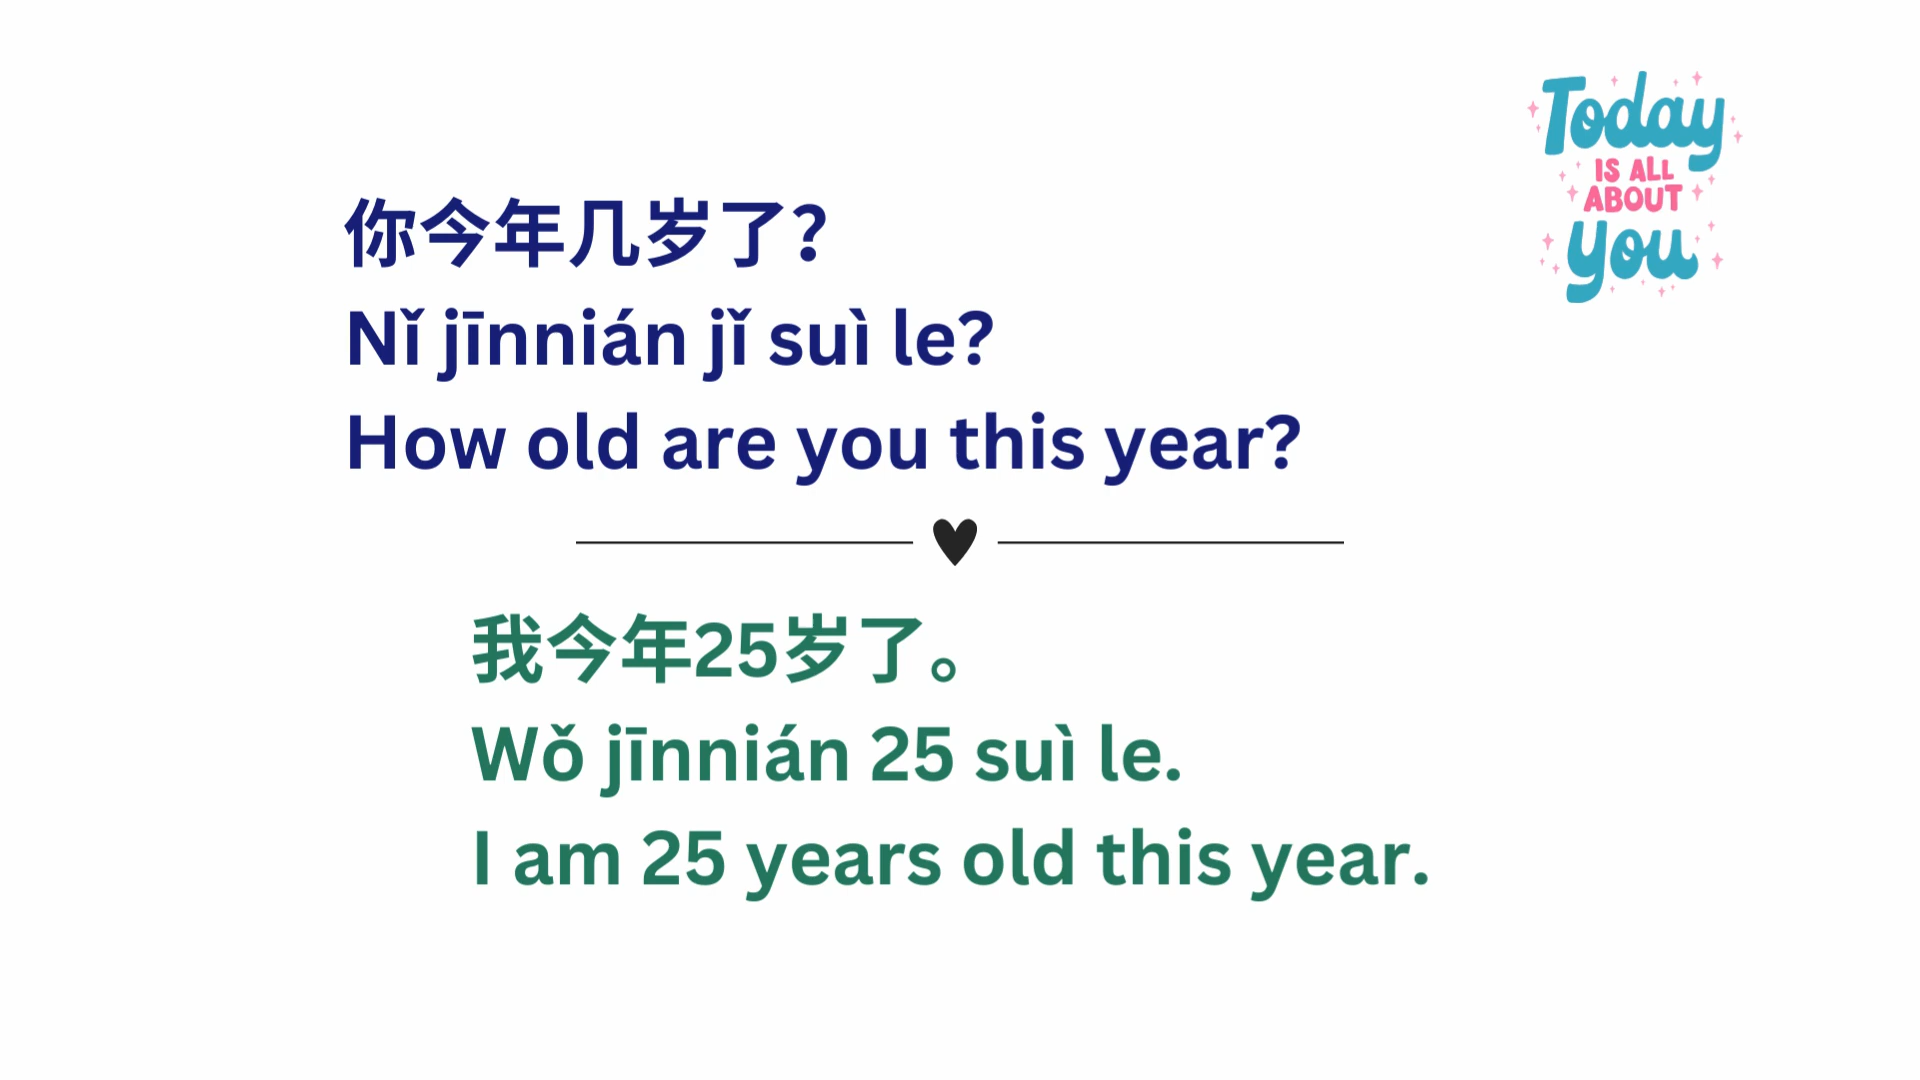 你今年几岁了？
Nǐ jīnnián jǐ suì le?
How old are you this year?
我今年25岁了。
Wǒ jīnnián 25 suì le.
I am 25 years old this year.
Today
IS ALL
ABOUT
you